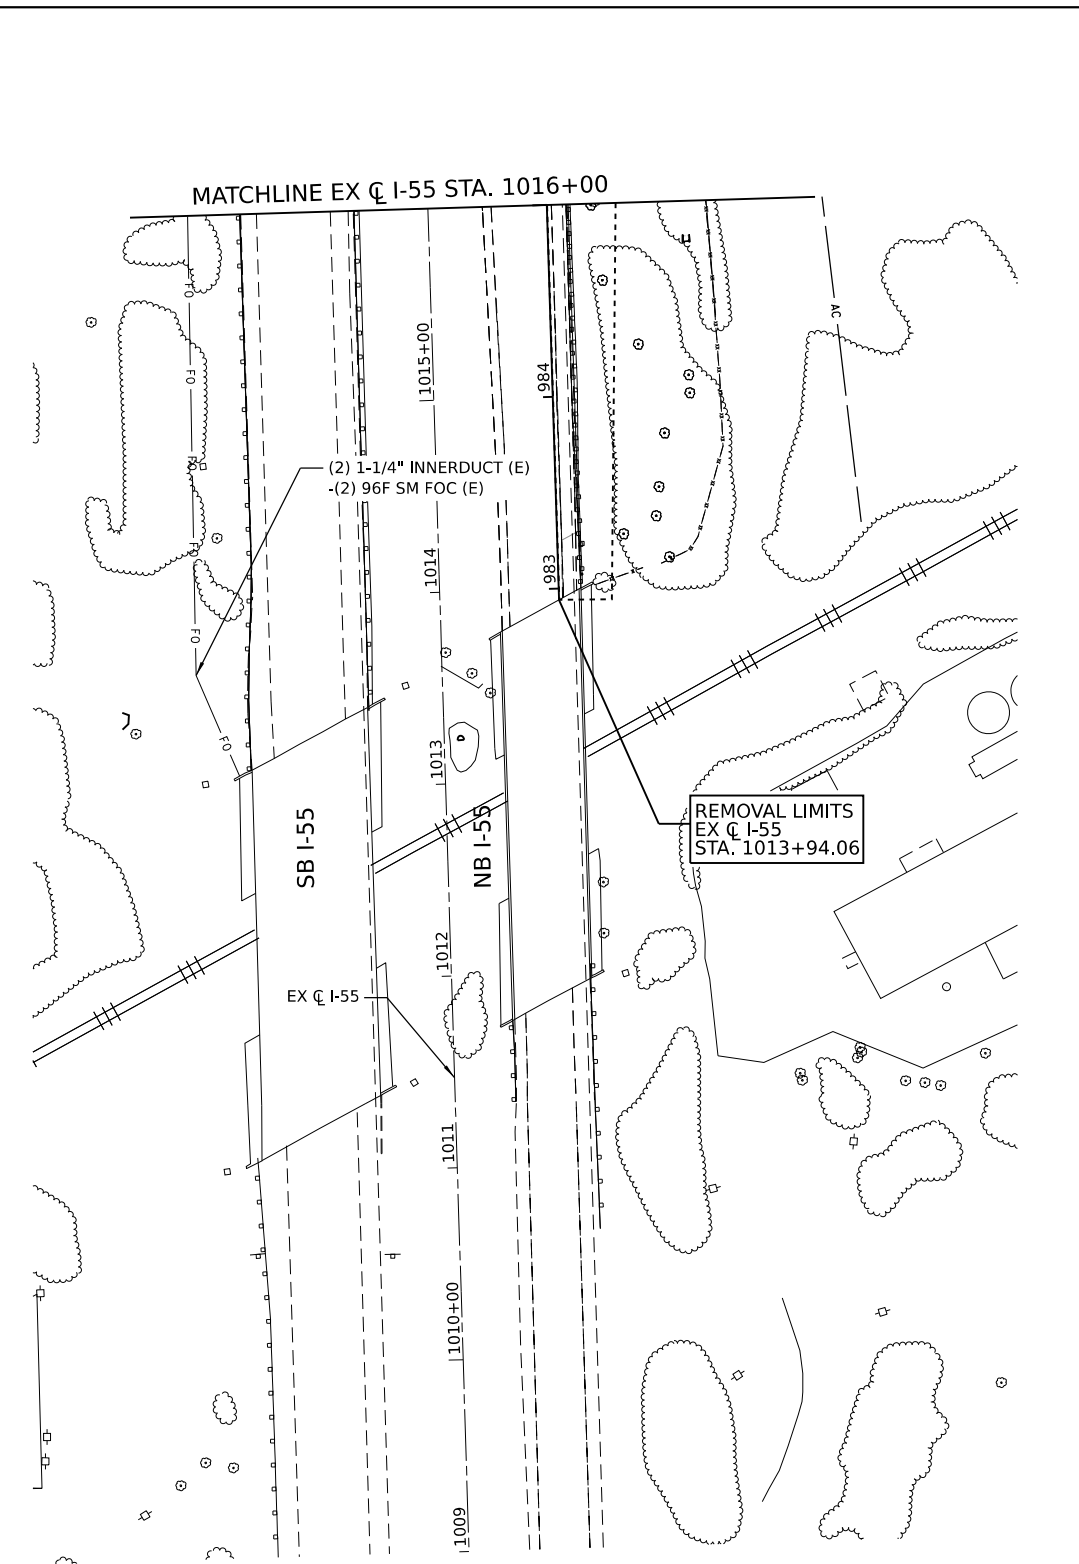 MATCHLINE EX ℄ I-55 STA. 1016+00
FO
AC
1015+00
984
FO
(2) 1-1/4" INNERDUCT (E)
-(2) 96F SM FOC (E)
FO
FO
1014
983
FO
FO
1013
SB I-55
NB I-55
REMOVAL LIMITS
EX ℄ I-55
STA. 1013+94.06
1012
EX ℄ I-55
1011
1010+00
1009